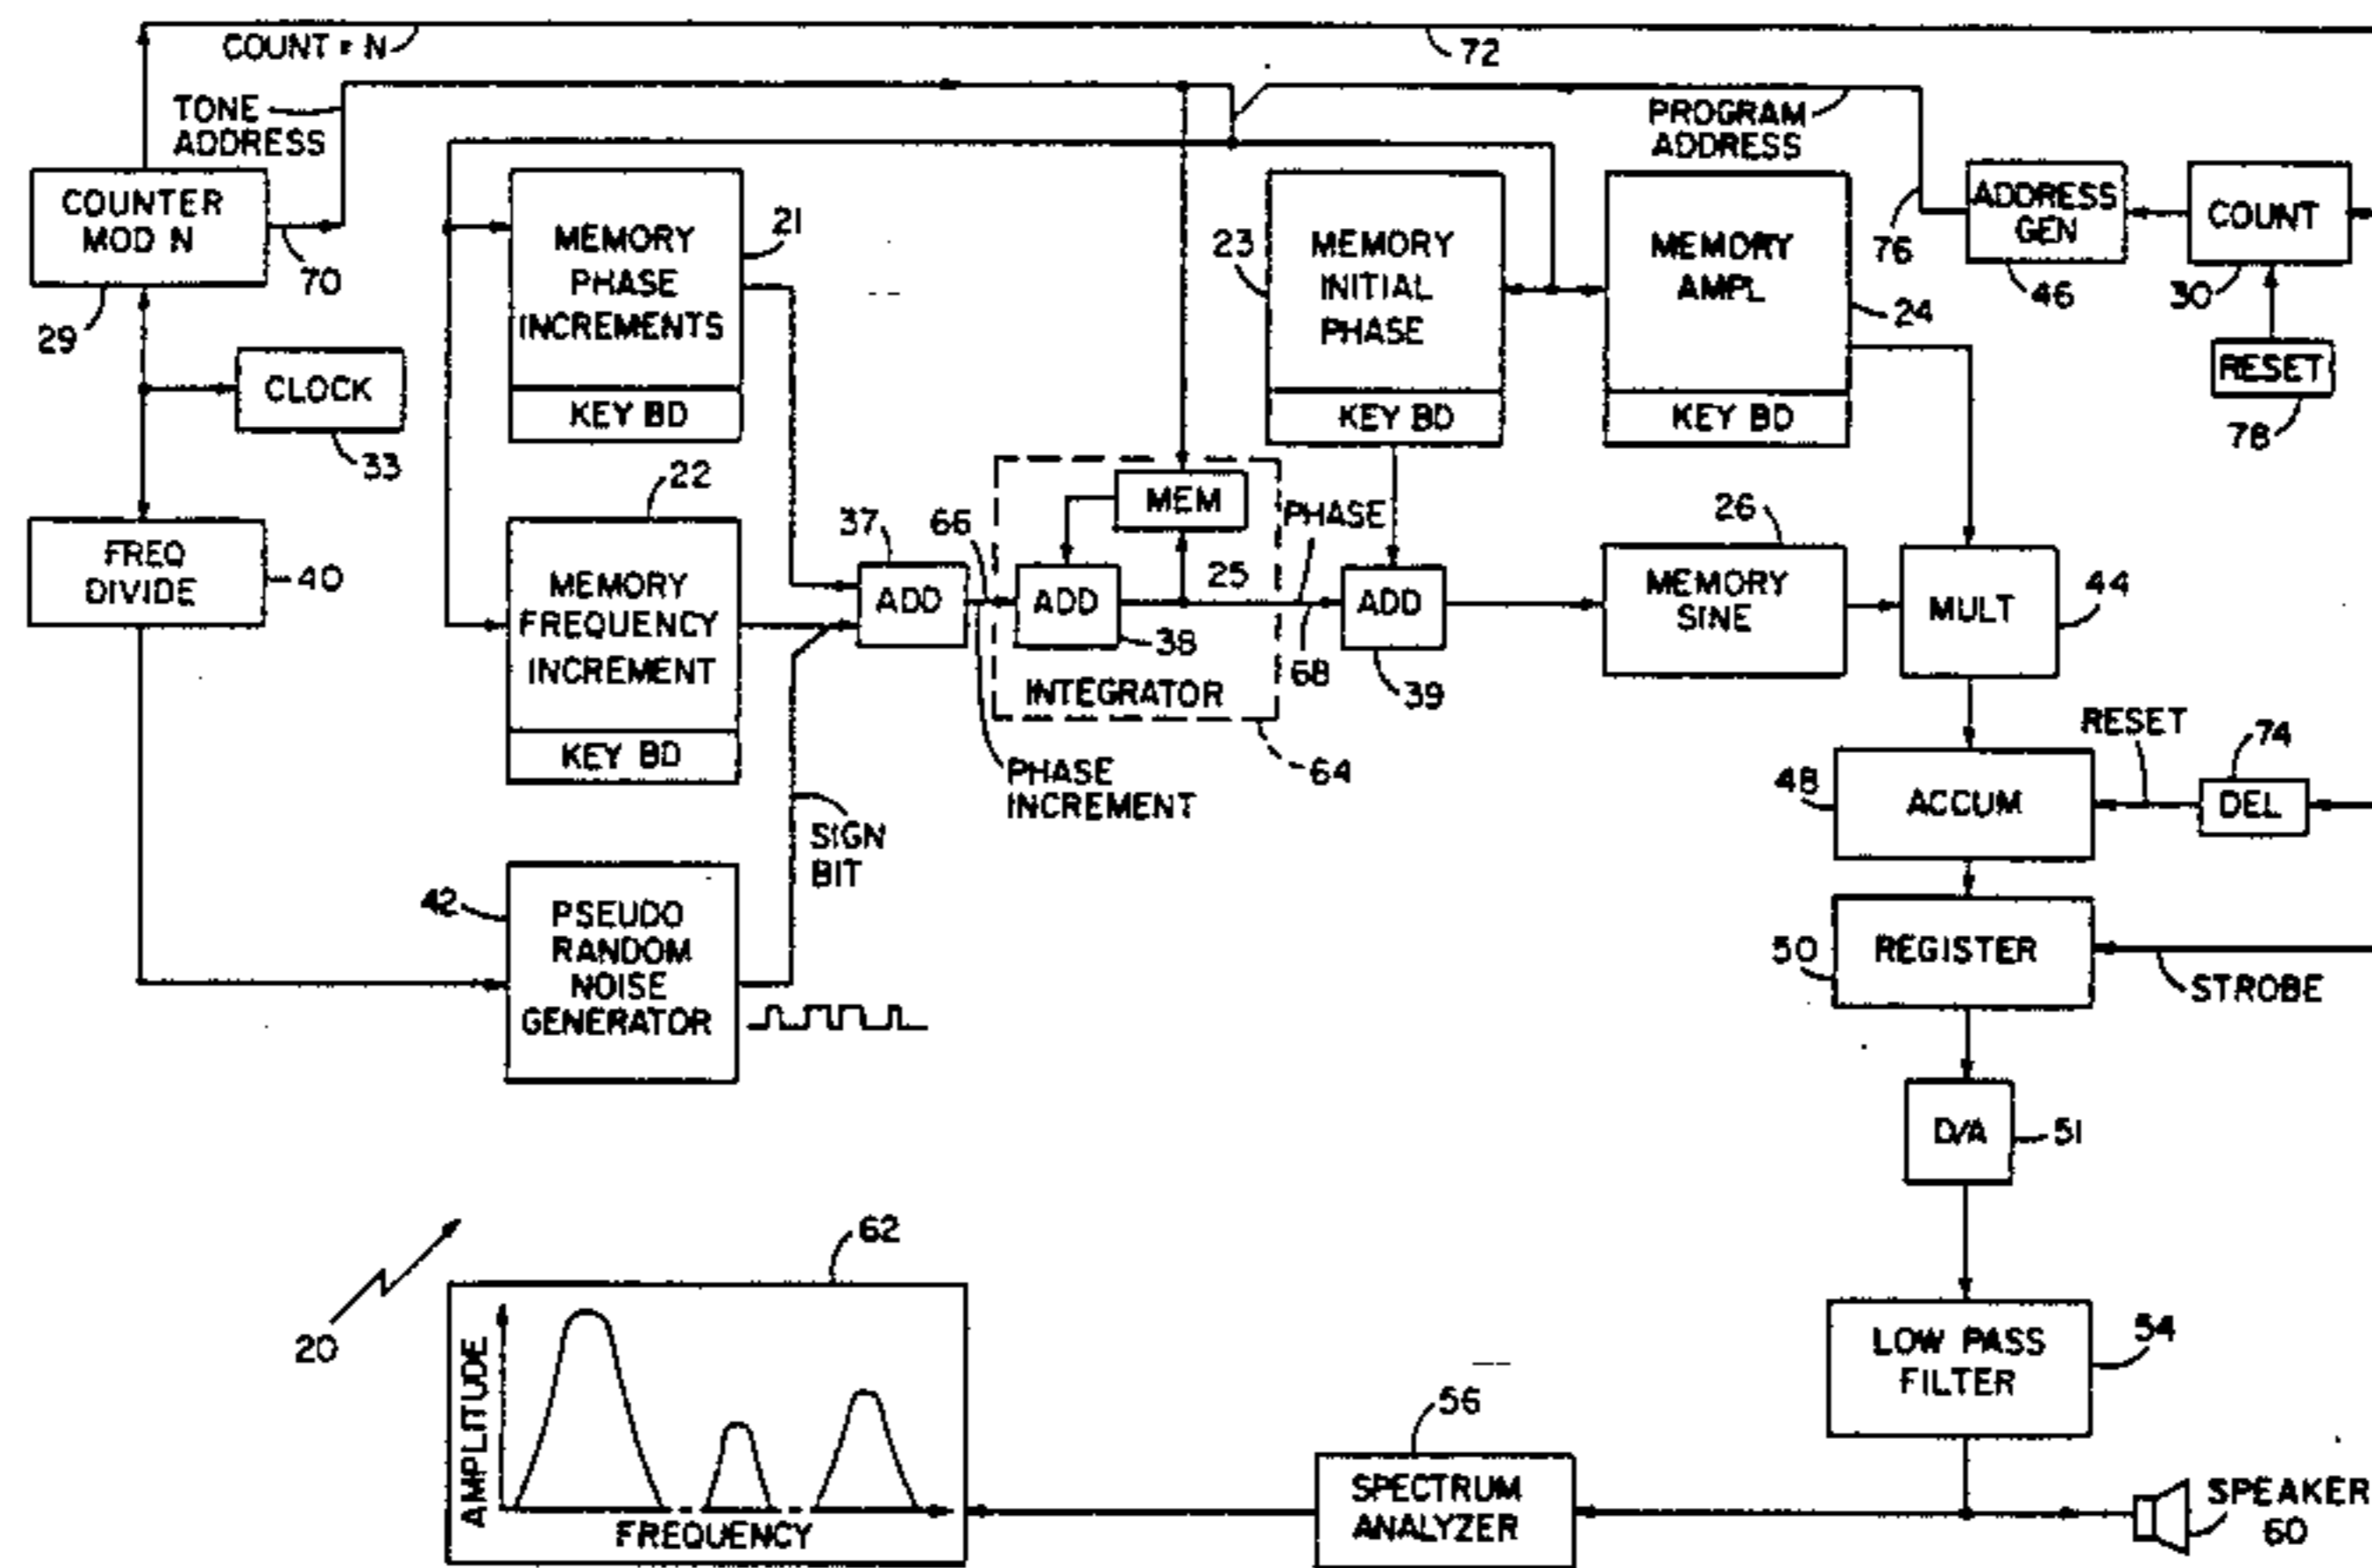 COUNT = N
72
TONE
ADDRESS
PROGRAM
ADDRESS
COUNTER
MOD N
70
29
MEMORY
PHASE
INCREMENTS
KEY BD
21
23
MEMORY
INITIAL
PHASE
KEY BD
MEMORY
AMPL
KEY BD
24
76
ADDRESS
GEN
46
COUNT
30
RESET
78
CLOCK
33
FREQ
DIVIDE
40
22
MEMORY
FREQUENCY
INCREMENT
KEY BD
37
ADD
66
MEM
ADD
38
25
INTEGRATOR
64
PHASE
68
ADD
39
26
MEMORY
SINE
MULT
44
PHASE
INCREMENT
SIGN
BIT
RESET
74
DEL
48
ACCUM
42
PSEUDO
RANDOM
NOISE
GENERATOR
50
REGISTER
STROBE
D/A
51
20
62
AMPLITUDE
FREQUENCY
LOW PASS
FILTER
54
56
SPECTRUM
ANALYZER
SPEAKER
60